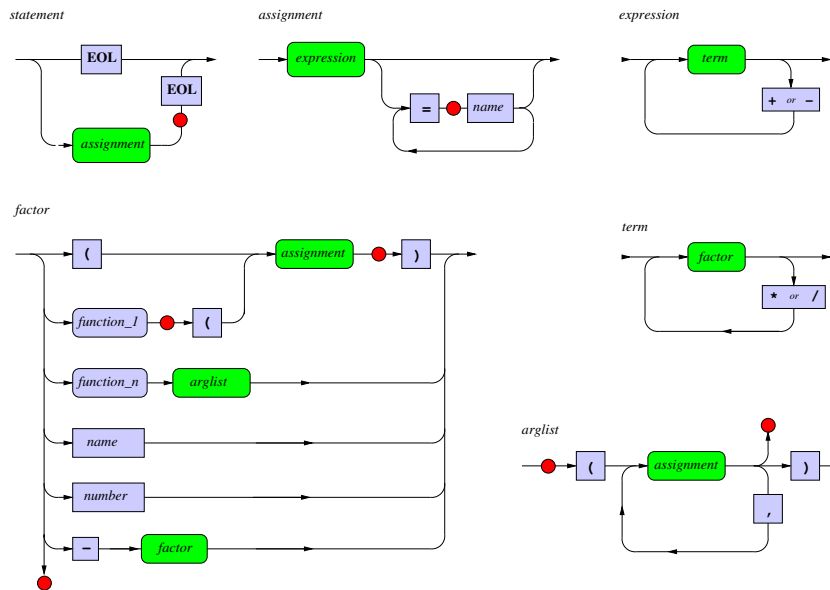 statement
EOL
EOL
assignment
assignment
expression
= name
expression
term
+ or -
factor
( assignment )
function_1 (
function_n arglist
name
number
- factor
term
factor
* or /
arglist
( assignment )
,